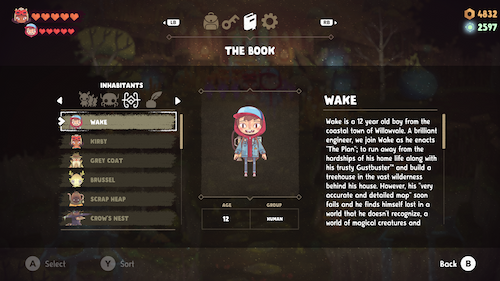 LB
RB
4832
2597
THE BOOK
INHABITANTS
WAKE
KIRET
GREY COAT
BRUSSEL
SCRAP HEAP
CROW'S NEST
AGE
GROUP
12
HUMAN
WAKE
Wake is a 12 year old boy from the
coastal town of Willowvale. A brilliant
engineer, we join Wake as he enacts
"The Plan"; to run away from the
hardships of his home life along with
his trusty Gustbuster™ and build a
treehouse in the vast wilderness
behind his house. However, his "very
accurate and detailed map" soon
fails and he finds himself lost in a
world that he doesn't recognize, a
world of magical creatures and
A Select
Y Sort
Back B